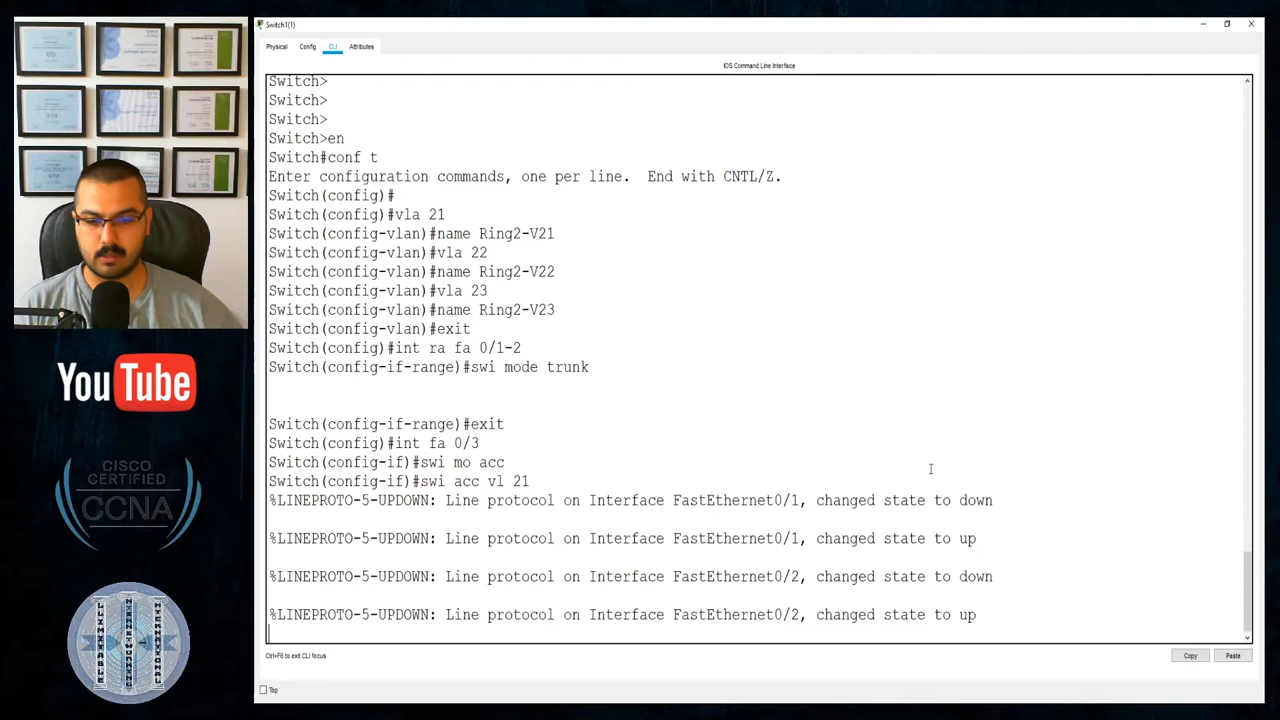 Switch1(1)
Physical
Config
CLI
Attributes
IOS Command Line Interface
Switch>
Switch>
Switch>
Switch>en
Switch#conf t
Enter configuration commands, one per line.  End with CNTL/Z.
Switch(config)#
Switch(config)#vla 21
Switch(config-vlan)#name Ring2-V21
Switch(config-vlan)#vla 22
Switch(config-vlan)#name Ring2-V22
Switch(config-vlan)#vla 23
Switch(config-vlan)#name Ring2-V23
Switch(config-vlan)#exit
Switch(config)#int ra fa 0/1-2
Switch(config-if-range)#swi mode trunk
Switch(config-if-range)#exit
Switch(config)#int fa 0/3
Switch(config-if)#swi mo acc
Switch(config-if)#swi acc vl 21
%LINEPROTO-5-UPDOWN: Line protocol on Interface FastEthernet0/1, changed state to down
%LINEPROTO-5-UPDOWN: Line protocol on Interface FastEthernet0/1, changed state to up
%LINEPROTO-5-UPDOWN: Line protocol on Interface FastEthernet0/2, changed state to down
%LINEPROTO-5-UPDOWN: Line protocol on Interface FastEthernet0/2, changed state to up
Ctrl+F6 to exit CLI focus
Copy
Paste
Top
YouTube
CISCO
CERTIFIED
CCNA
LLIMITABLE
NTERNETWORKING
NTERNATIONAL